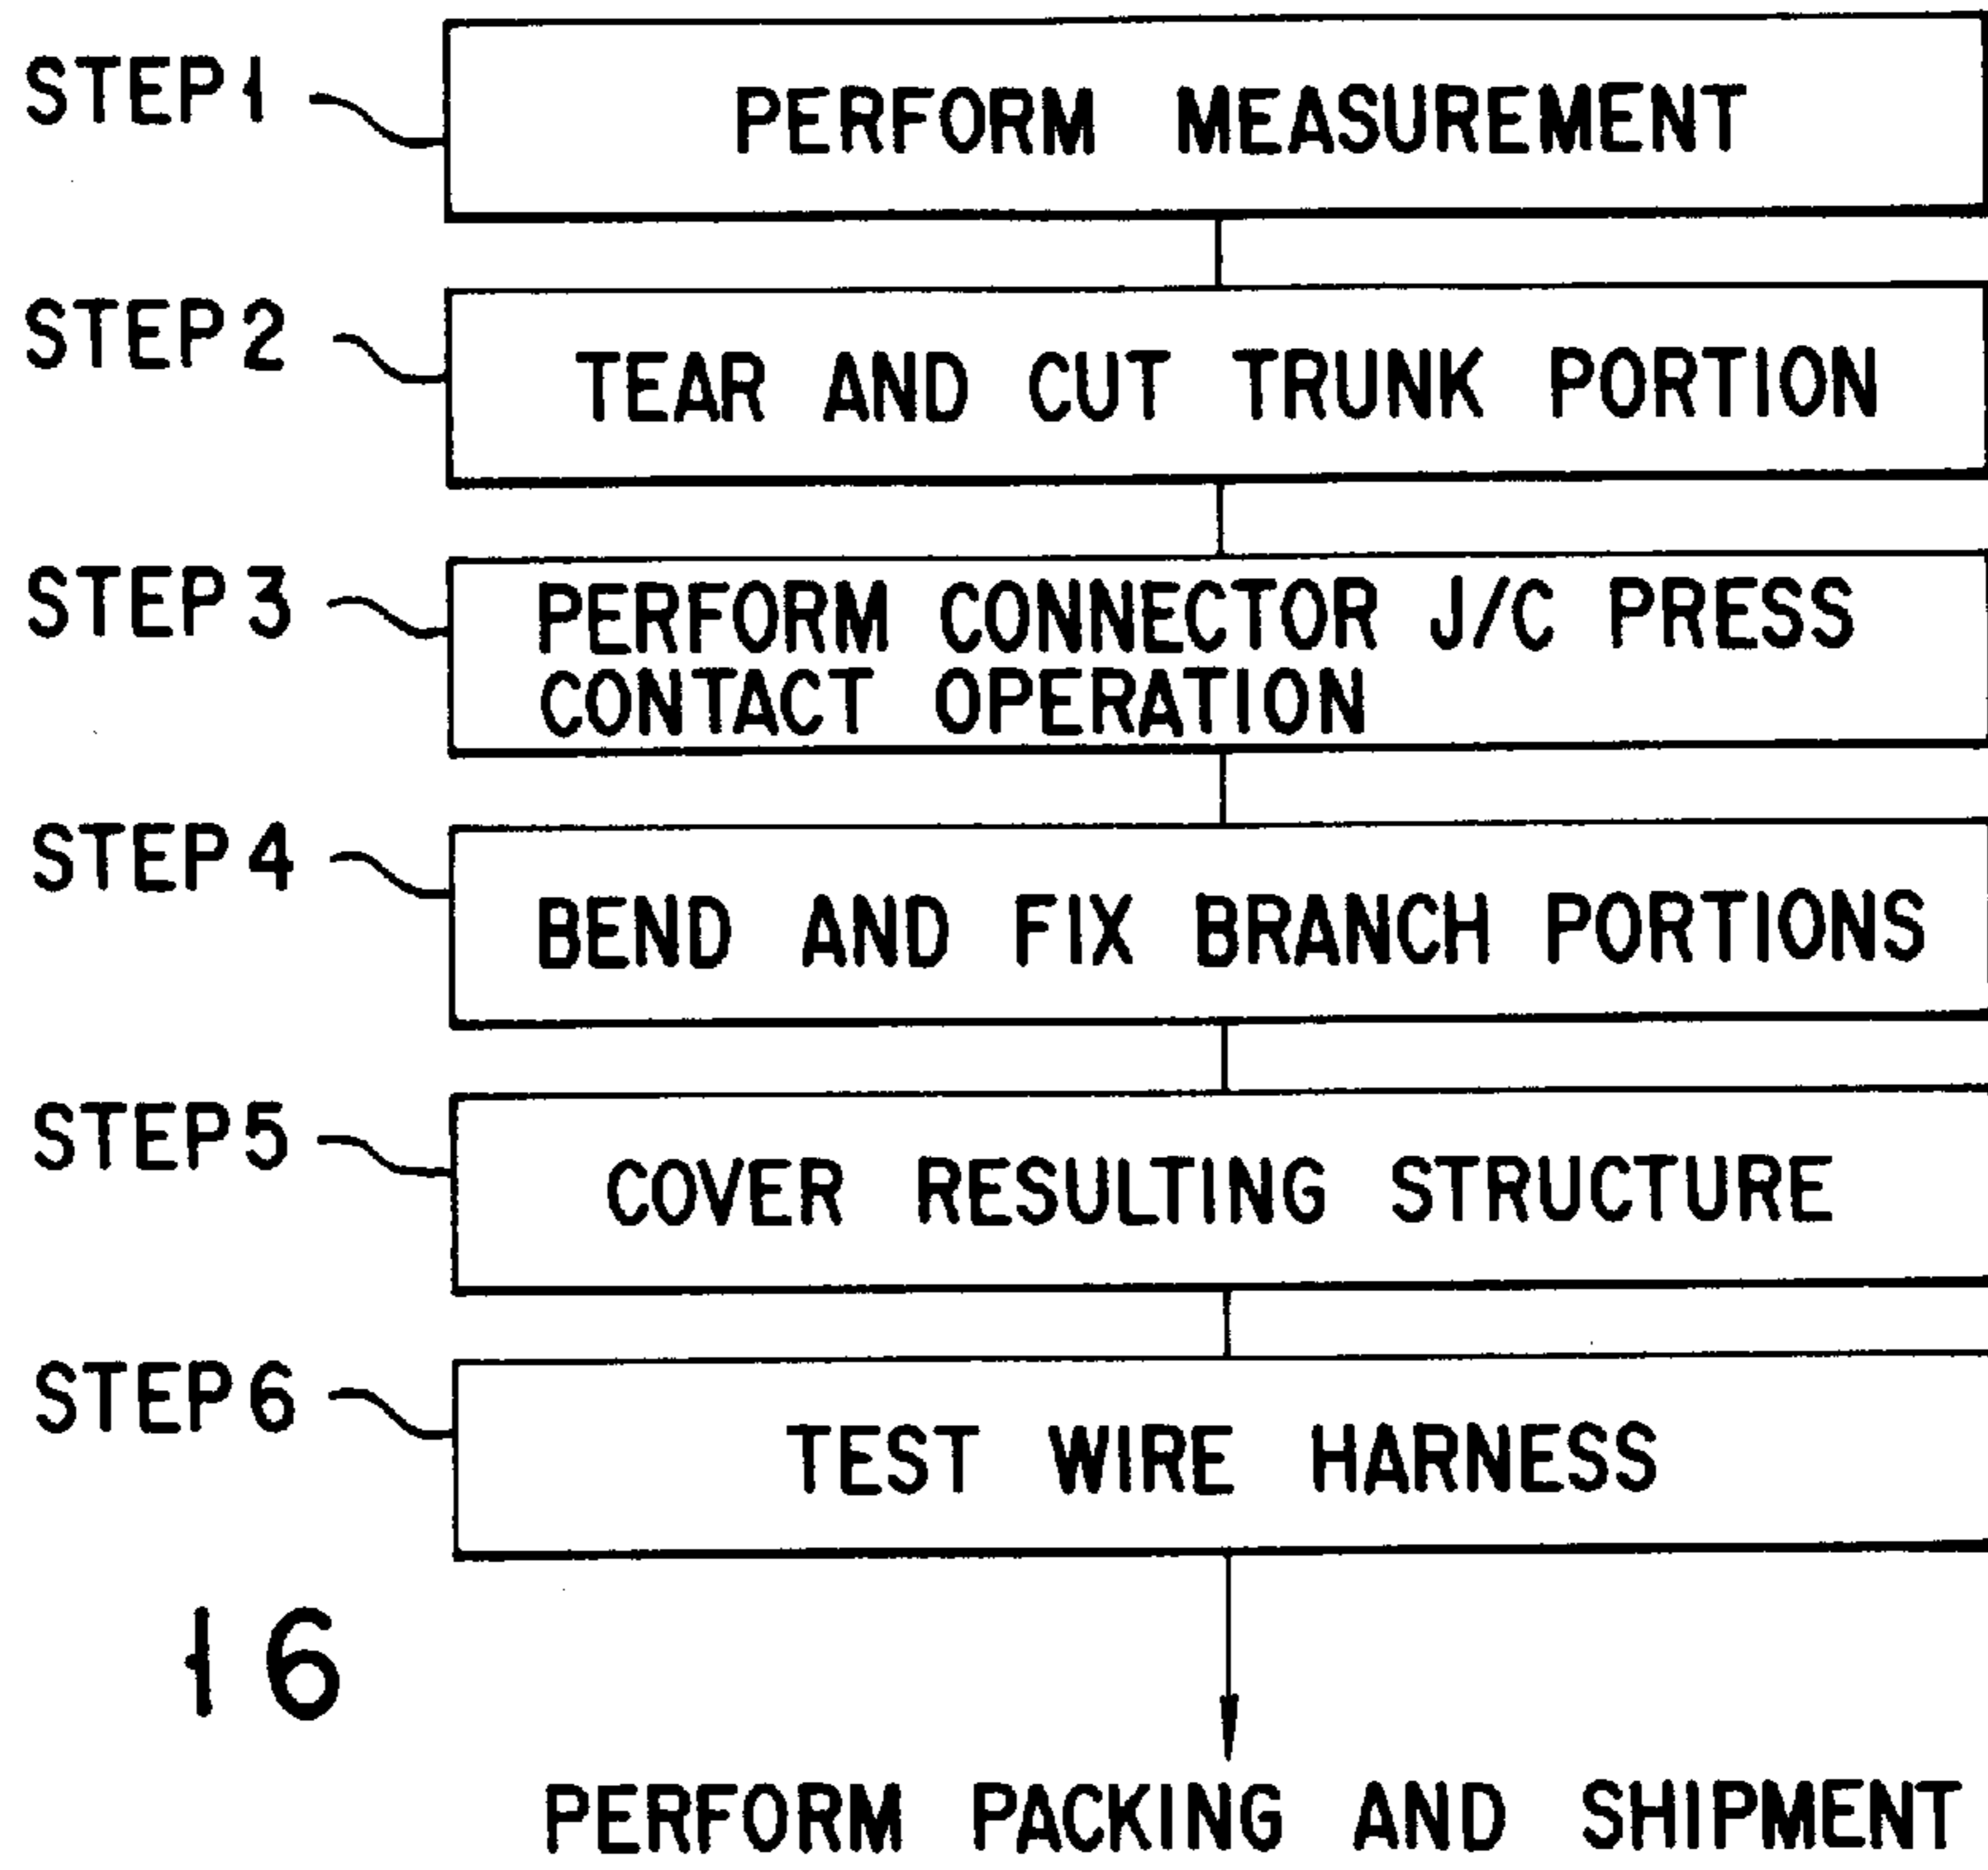 STEP1
PERFORM MEASUREMENT
STEP2
TEAR AND CUT TRUNK PORTION
STEP3
PERFORM CONNECTOR J/C PRESS
CONTACT OPERATION
STEP4
BEND AND FIX BRANCH PORTIONS
STEP5
COVER RESULTING STRUCTURE
STEP6
TEST WIRE HARNESS
16
PERFORM PACKING AND SHIPMENT